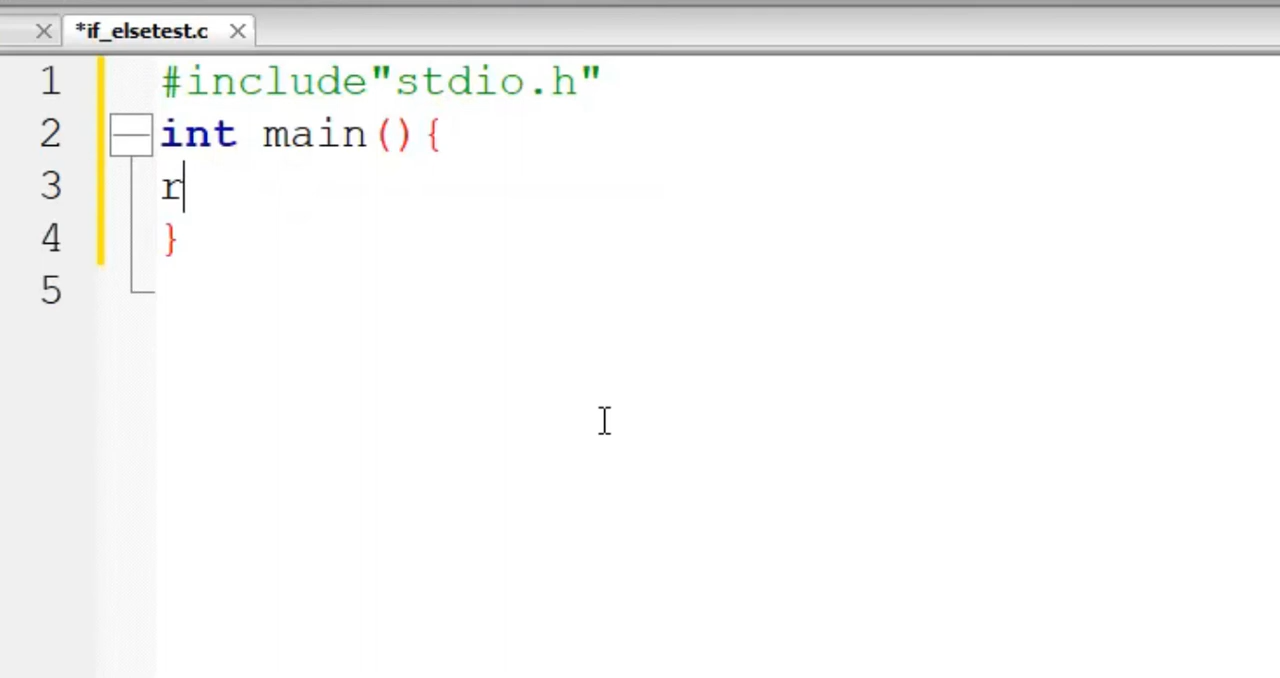 *if_elsetest.c
1 #include"stdio.h"
2 int main(){
3 r
4 }
5